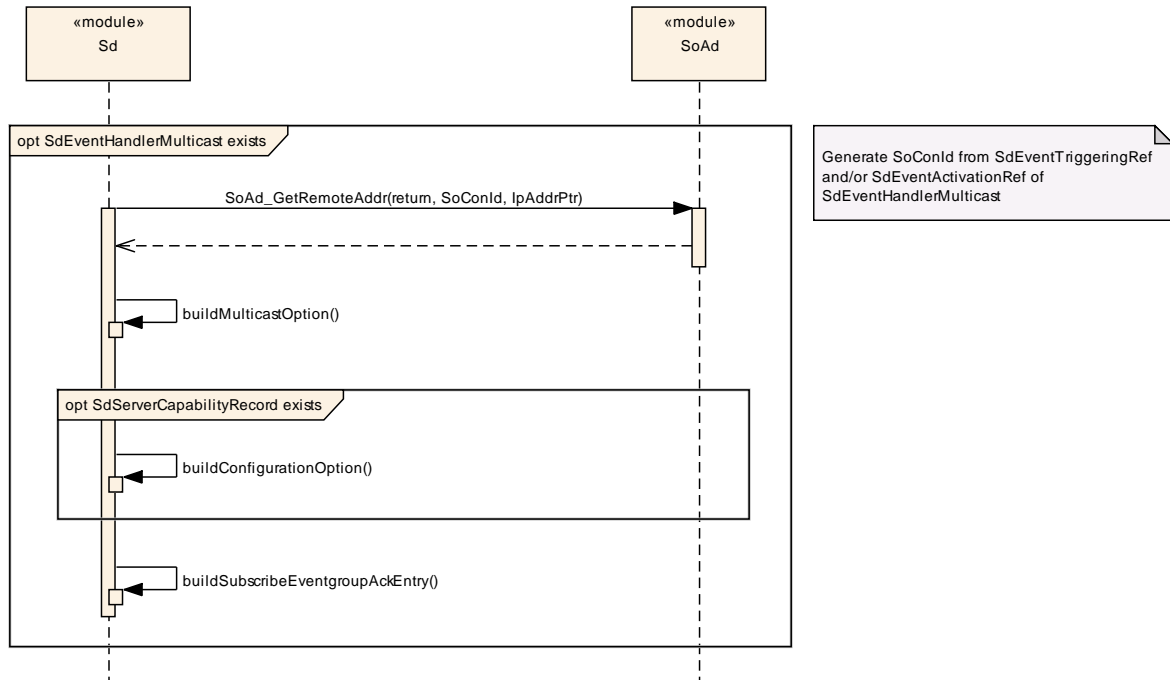 «module»
Sd
«module»
SoAd
opt SdEventHandlerMulticast exists
Generate SoConId from SdEventTriggeringRef
and/or SdEventActivationRef of
SdEventHandlerMulticast
SoAd_GetRemoteAddr(return, SoConId, IpAddrPtr)
buildMulticastOption()
opt SdServerCapabilityRecord exists
buildConfigurationOption()
buildSubscribeEventgroupAckEntry()